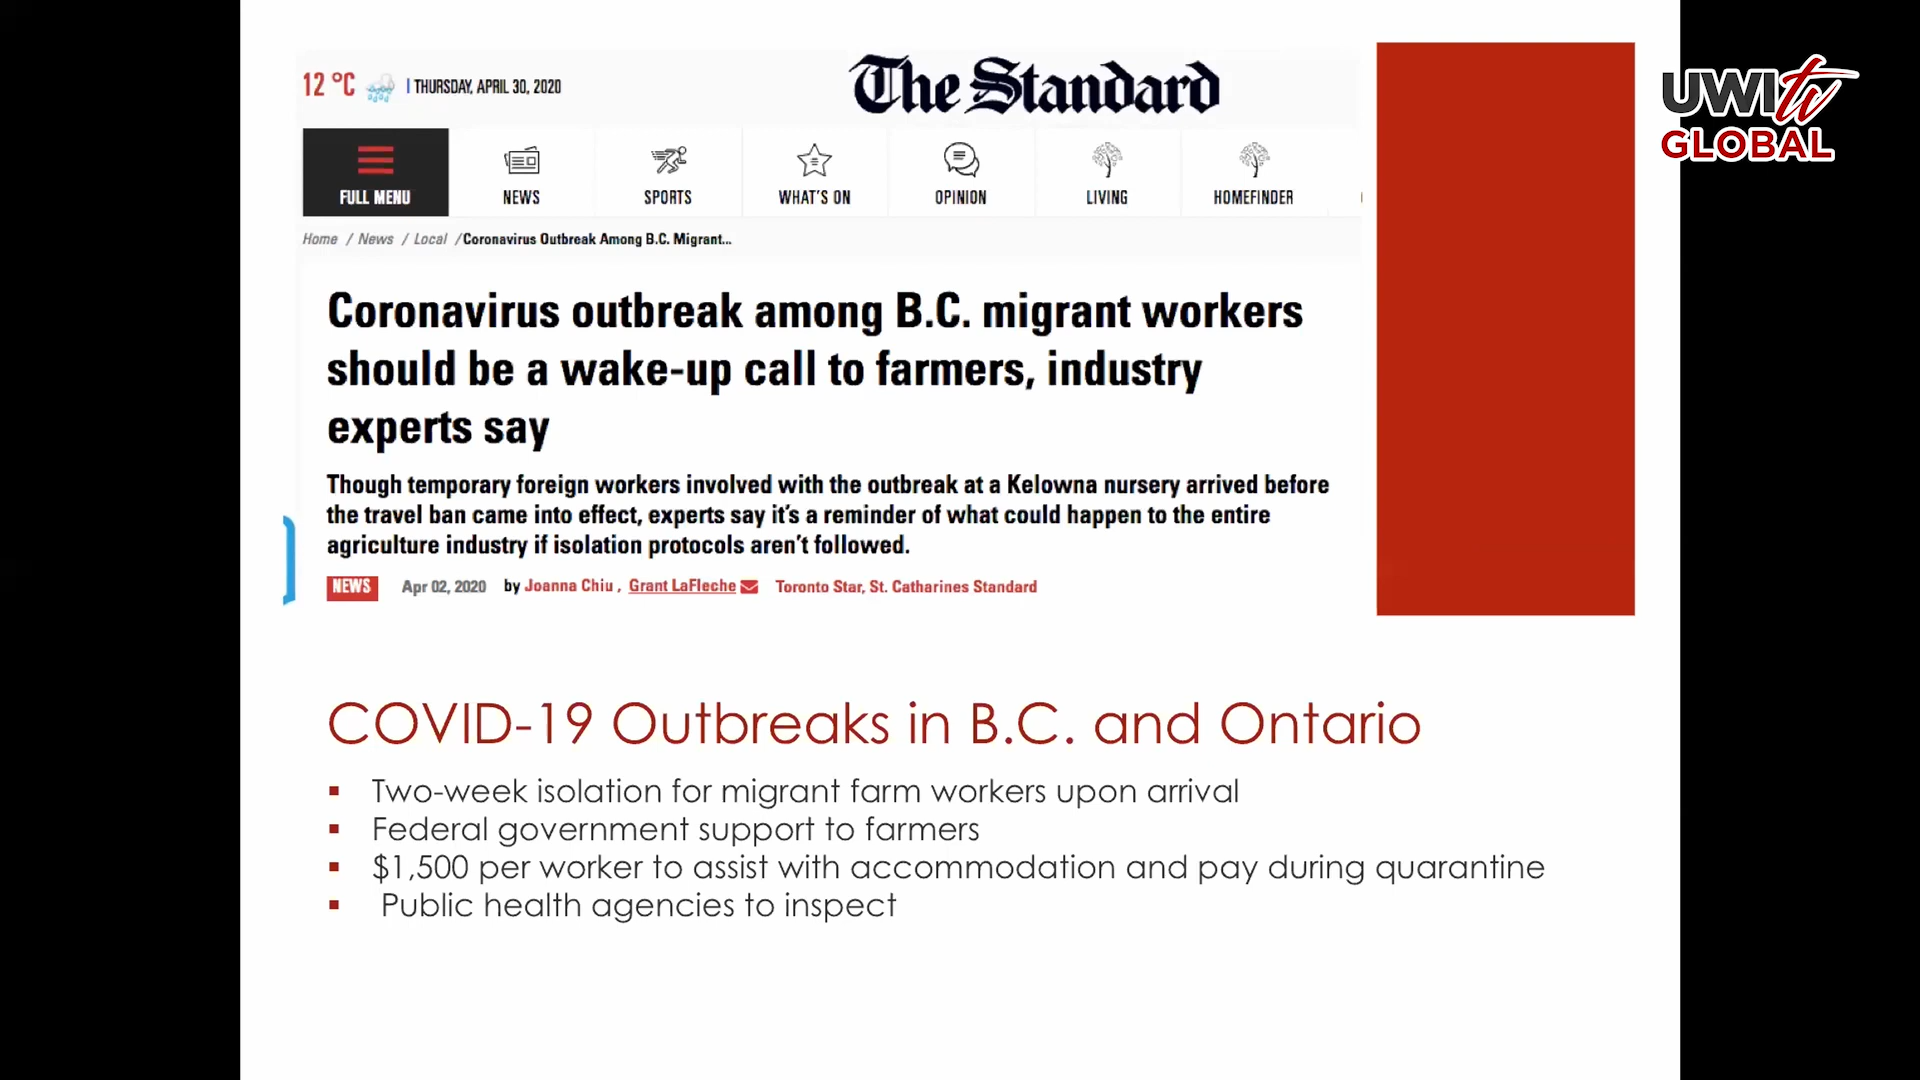 12 °C THURSDAY, APRIL 30, 2020
The Standard
UWI tv
GLOBAL
FULL MENU NEWS SPORTS WHAT'S ON OPINION LIVING HOMEFINDER
Home / News / Local /Coronavirus Outbreak Among B.C. Migrant...
Coronavirus outbreak among B.C. migrant workers
should be a wake-up call to farmers, industry
experts say
Though temporary foreign workers involved with the outbreak at a Kelowna nursery arrived before
the travel ban came into effect, experts say it's a reminder of what could happen to the entire
agriculture industry if isolation protocols aren't followed.
NEWS Apr 02, 2020 by Joanna Chiu , Grant LaFleche Toronto Star, St. Catharines Standard
COVID-19 Outbreaks in B.C. and Ontario
▪ Two-week isolation for migrant farm workers upon arrival
▪ Federal government support to farmers
▪ $1,500 per worker to assist with accommodation and pay during quarantine
▪ Public health agencies to inspect